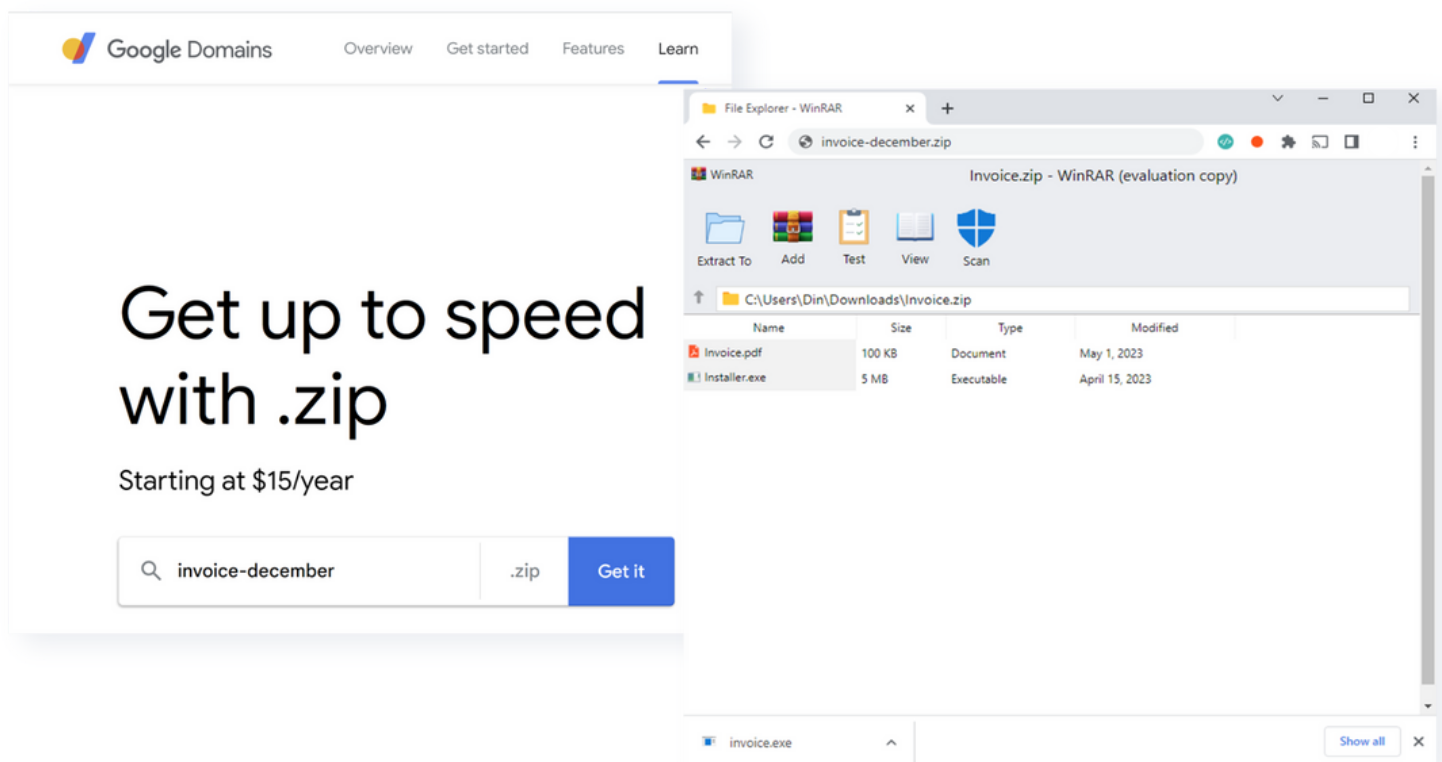 Google Domains
Overview Get started Features Learn
Get up to speed
with .zip
Starting at $15/year
invoice-december .zip Get it
File Explorer - WinRAR
invoice-december.zip
WinRAR Invoice.zip - WinRAR (evaluation copy)
Extract To Add Test View Scan
C:\Users\Din\Downloads\Invoice.zip
Name Size Type Modified
Invoice.pdf 100 KB Document May 1, 2023
Installer.exe 5 MB Executable April 15, 2023
invoice.exe Show all